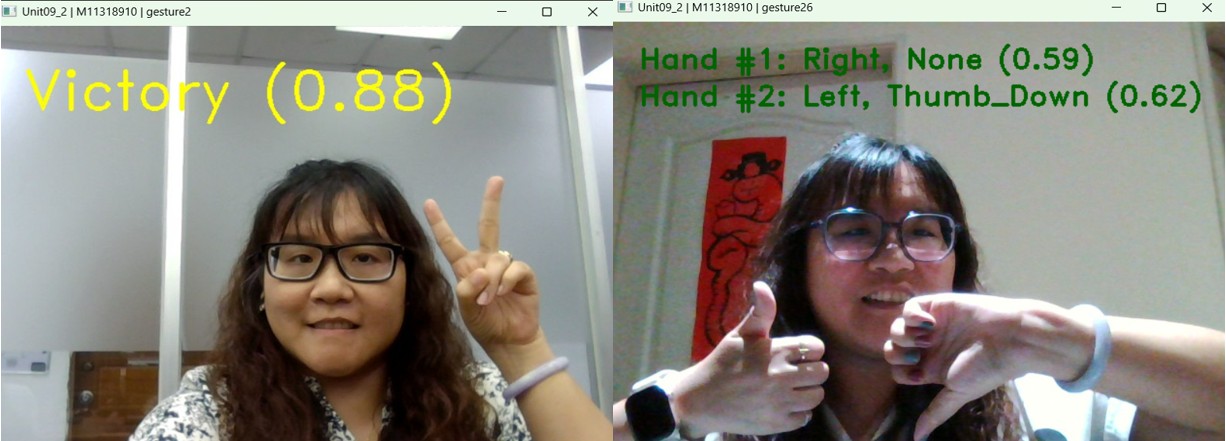 Unit09_2 | M11318910 | gesture2
Victory (0.88)
Unit09_2 | M11318910 | gesture26
Hand #1: Right, None (0.59)
Hand #2: Left, Thumb_Down (0.62)